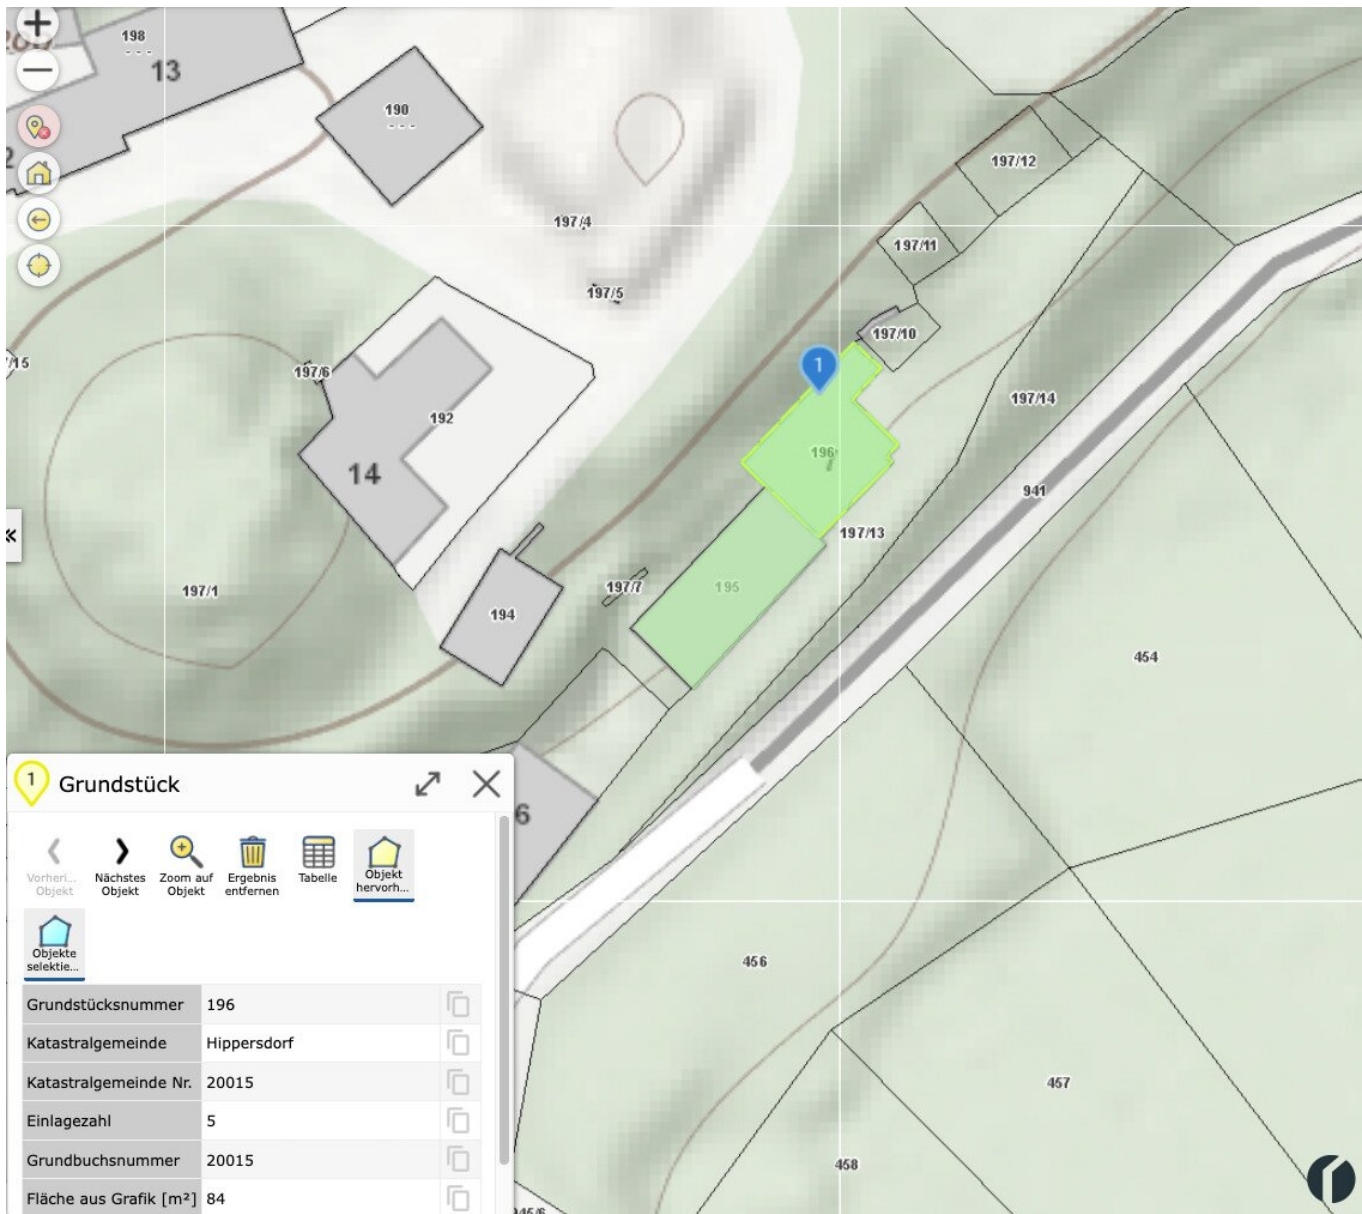 198
13
190
197/12
197/4
197/11
197/5
197/10
/15
197/6
1
197/14
192
14
196
941
197/13
197/7
195
197/1
194
454
6
456
457
458
1
Grundstück
Vorheri...
Objekt
Nächstes
Objekt
Zoom auf
Objekt
Ergebnis
entfernen
Tabelle
Objekt
hervorh...
Objekte
selektie...
Grundstücksnummer 196
Katastralgemeinde Hippersdorf
Katastralgemeinde Nr. 20015
Einlagezahl 5
Grundbuchsnummer 20015
Fläche aus Grafik [m²] 84